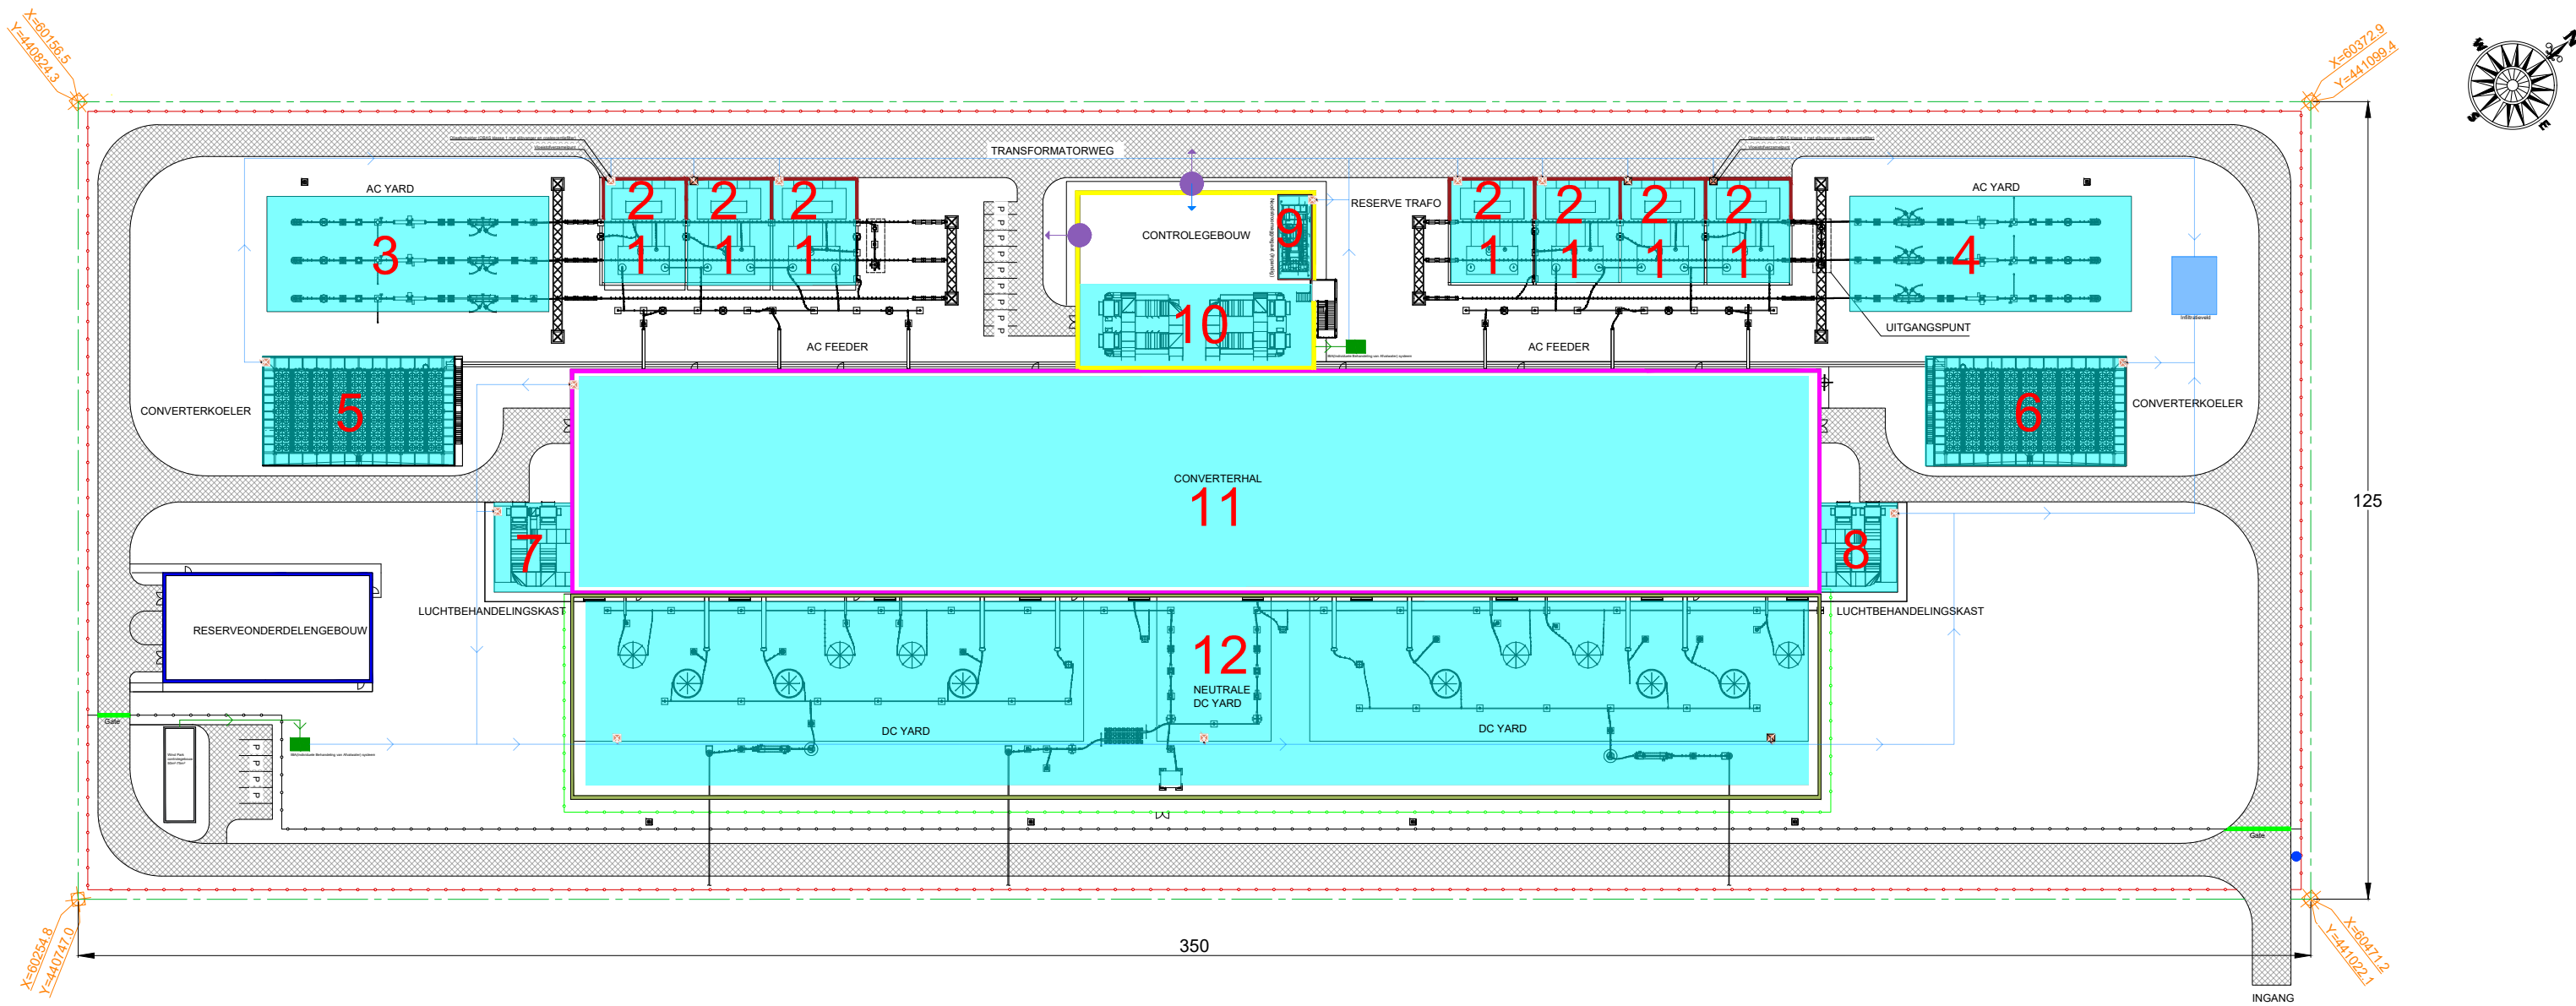 X=60156.5
Y=440824.3
X=60372.9
Y=441099.4
N
W
S
E
TRANSFORMATORWEG
AC YARD
2 2 2
1 1 1
3
P P P P P P P P P
CONTROLEGEBOUW
9
10
RESERVE TRAFO
2 2 2 2
1 1 1 1
AC YARD
4
UITGANGSPUNT
Infiltratieveld
AC FEEDER
AC FEEDER
CONVERTERKOELER
5
6
CONVERTERKOELER
CONVERTERHAL
11
125
7
8
LUCHTBEHANDELINGSKAST
LUCHTBEHANDELINGSKAST
RESERVEONDERDELENGEBOUW
12
NEUTRALE
DC YARD
DC YARD
DC YARD
Gate
P P P P
Gate
350
X=60254.8
Y=440747.0
X=60471.2
Y=441022.1
INGANG